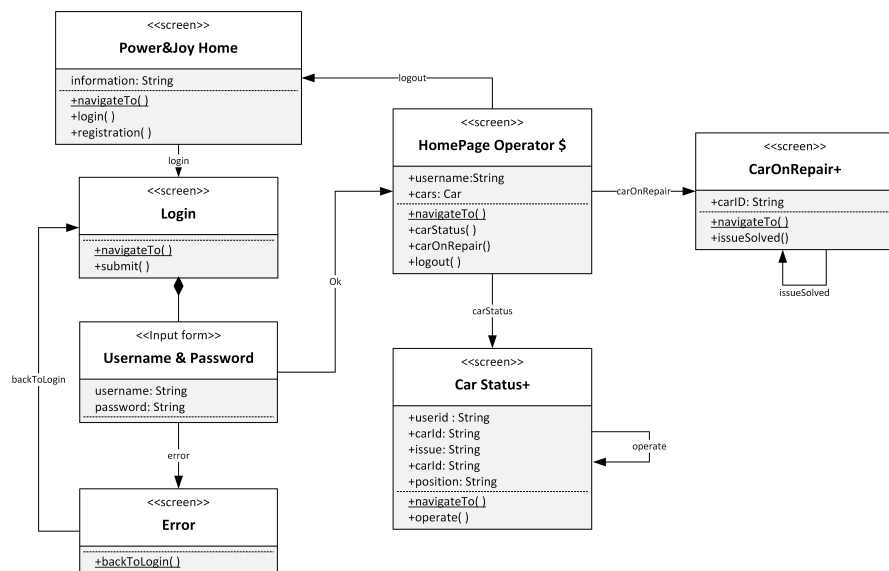 <<screen>>
Power&Joy Home
information: String
+navigateTo( )
+login( )
+registration( )
logout
login
<<screen>>
Login
+navigateTo( )
+submit( )
<<Input form>>
Username & Password
username: String
password: String
backToLogin
error
<<screen>>
Error
+backToLogin( )
Ok
<<screen>>
HomePage Operator $
+username:String
+cars: Car
+navigateTo( )
+carStatus( )
+carOnRepair()
+logout( )
carOnRepair
<<screen>>
CarOnRepair+
+carID: String
+navigateTo( )
+issueSolved()
issueSolved
carStatus
<<screen>>
Car Status+
+userid : String
+carId: String
+issue: String
+carId: String
+position: String
+navigateTo( )
+operate( )
operate